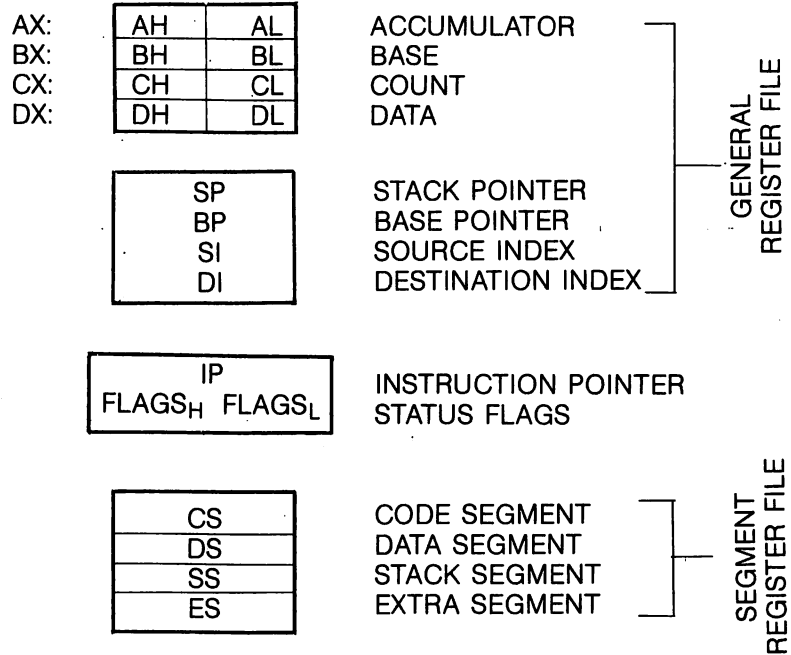 AX: AH AL ACCUMULATOR
BX: BH BL BASE
CX: CH CL COUNT
DX: DH DL DATA
GENERAL
REGISTER FILE
SP STACK POINTER
BP BASE POINTER
SI SOURCE INDEX
DI DESTINATION INDEX
IP INSTRUCTION POINTER
FLAGSH FLAGSL STATUS FLAGS
CS CODE SEGMENT
DS DATA SEGMENT
SS STACK SEGMENT
ES EXTRA SEGMENT
SEGMENT
REGISTER FILE